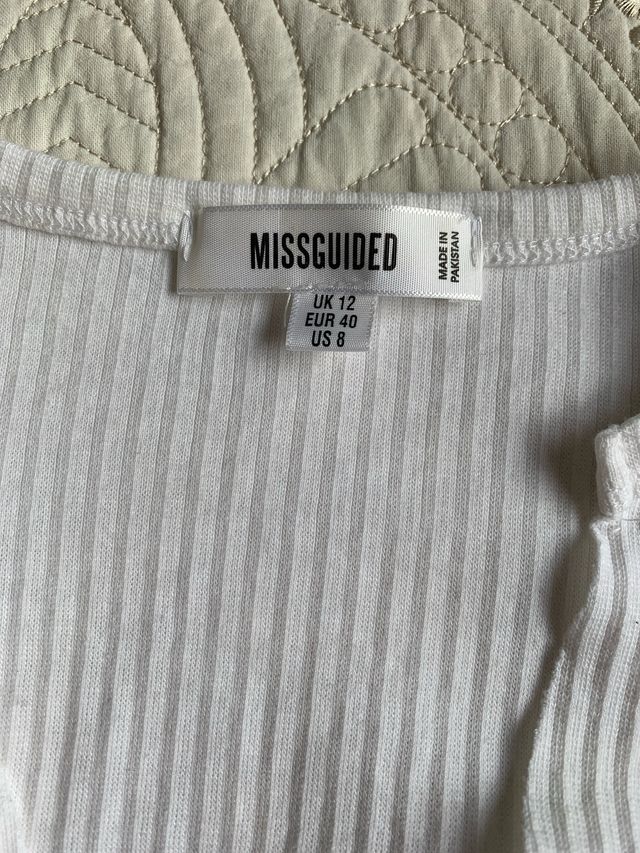 MISSGUIDED
MADE IN
PAKISTAN
UK 12
EUR 40
US 8